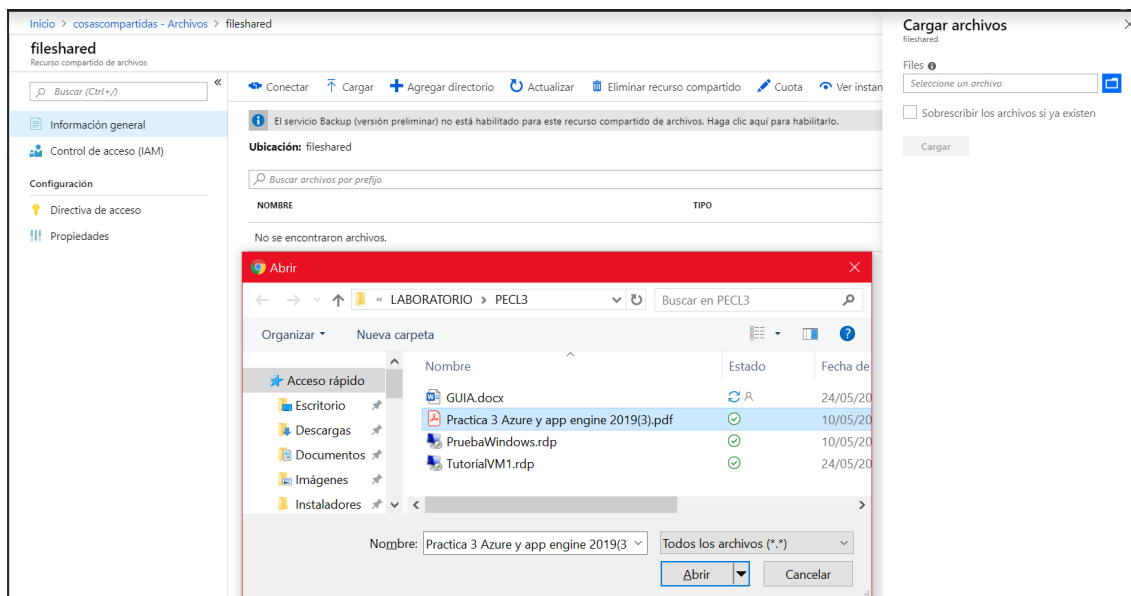 Inicio > cosascompartidas - Archivos > fileshared
fileshared
Recurso compartido de archivos
Buscar (Ctrl+/)
«
Información general
Control de acceso (IAM)
Configuración
Directiva de acceso
Propiedades
Conectar Cargar Agregar directorio Actualizar Eliminar recurso compartido Cuota Ver instan
El servicio Backup (versión preliminar) no está habilitado para este recurso compartido de archivos. Haga clic aquí para habilitarlo.
Ubicación: fileshared
Buscar archivos por prefijo
NOMBRE TIPO
No se encontraron archivos.
Cargar archivos
fileshared
Files
Seleccione un archivo
Sobrescribir los archivos si ya existen
Cargar
Abrir
« LABORATORIO > PECL3
Buscar en PECL3
Organizar Nueva carpeta
Acceso rápido
Escritorio
Descargas
Documentos
Imágenes
Instaladores
Nombre Estado Fecha de
GUIA.docx 24/05/20
Practica 3 Azure y app engine 2019(3).pdf 10/05/20
PruebaWindows.rdp 10/05/20
TutorialVM1.rdp 24/05/20
Nombre: Practica 3 Azure y app engine 2019(3 Todos los archivos (*.*)
Abrir Cancelar